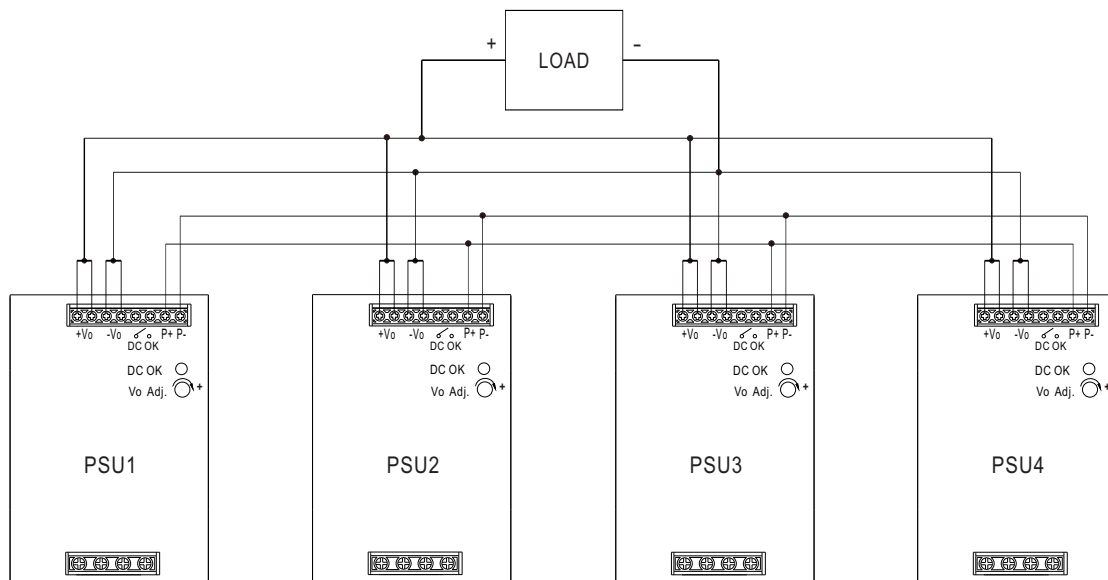 + LOAD -
+Vo -Vo P+ P-
DC OK
DC OK
Vo Adj. +
PSU1
+Vo -Vo P+ P-
DC OK
DC OK
Vo Adj. +
PSU2
+Vo -Vo P+ P-
DC OK
DC OK
Vo Adj. +
PSU3
+Vo -Vo P+ P-
DC OK
DC OK
Vo Adj. +
PSU4